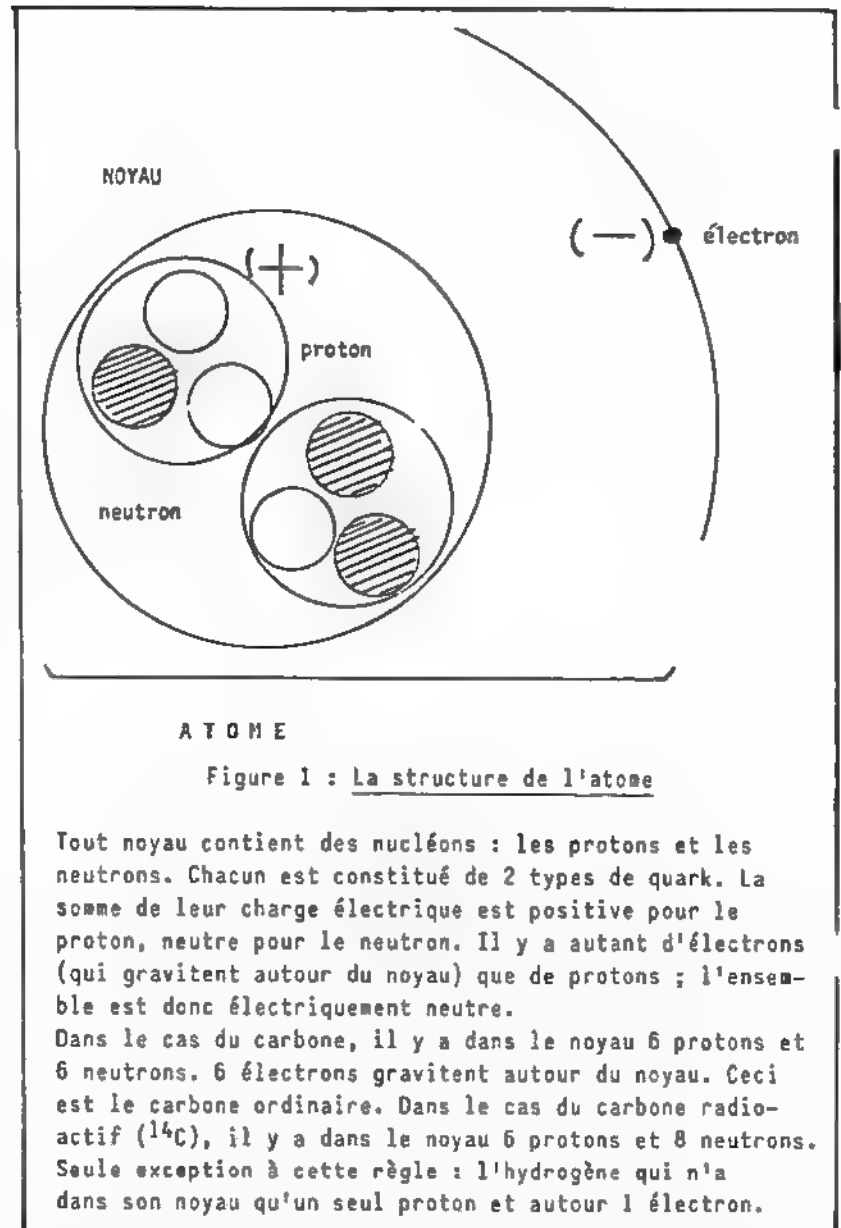 NOYAU
(+)
(—) électron
proton
neutron
ATOME
Figure 1 : La structure de l'atome
Tout noyau contient des nucléons : les protons et les
neutrons. Chacun est constitué de 2 types de quark. La
somme de leur charge électrique est positive pour le
proton, neutre pour le neutron. Il y a autant d'électrons
(qui gravitent autour du noyau) que de protons ; l'ensem-
ble est donc électriquement neutre.
Dans le cas du carbone, il y a dans le noyau 6 protons et
6 neutrons. 6 électrons gravitent autour du noyau. Ceci
est le carbone ordinaire. Dans le cas du carbone radio-
actif (¹⁴C), il y a dans le noyau 6 protons et 8 neutrons.
Seule exception à cette règle : l'hydrogène qui n'a
dans son noyau qu'un seul proton et autour 1 électron.